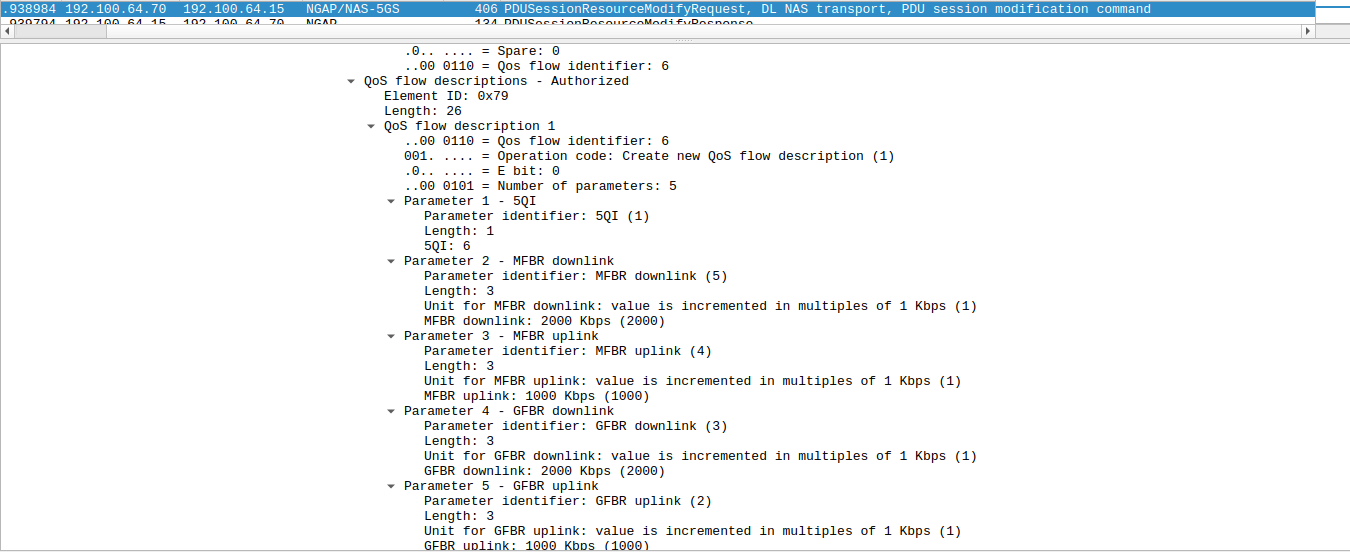 .938984 192.100.64.70 192.100.64.15 NGAP/NAS-5GS 406 PDUSessionResourceModifyRequest, DL NAS transport, PDU session modification command
.939794 192.100.64.15 192.100.64.70 NGAP 134 PDUSessionResourceModifyResponse
.0.. .... = Spare: 0
..00 0110 = Qos flow identifier: 6
QoS flow descriptions - Authorized
Element ID: 0x79
Length: 26
QoS flow description 1
..00 0110 = Qos flow identifier: 6
001. .... = Operation code: Create new QoS flow description (1)
.0.. .... = E bit: 0
..00 0101 = Number of parameters: 5
Parameter 1 - 5QI
Parameter identifier: 5QI (1)
Length: 1
5QI: 6
Parameter 2 - MFBR downlink
Parameter identifier: MFBR downlink (5)
Length: 3
Unit for MFBR downlink: value is incremented in multiples of 1 Kbps (1)
MFBR downlink: 2000 Kbps (2000)
Parameter 3 - MFBR uplink
Parameter identifier: MFBR uplink (4)
Length: 3
Unit for MFBR uplink: value is incremented in multiples of 1 Kbps (1)
MFBR uplink: 1000 Kbps (1000)
Parameter 4 - GFBR downlink
Parameter identifier: GFBR downlink (3)
Length: 3
Unit for GFBR downlink: value is incremented in multiples of 1 Kbps (1)
GFBR downlink: 2000 Kbps (2000)
Parameter 5 - GFBR uplink
Parameter identifier: GFBR uplink (2)
Length: 3
Unit for GFBR uplink: value is incremented in multiples of 1 Kbps (1)
GFBR uplink: 1000 Kbps (1000)